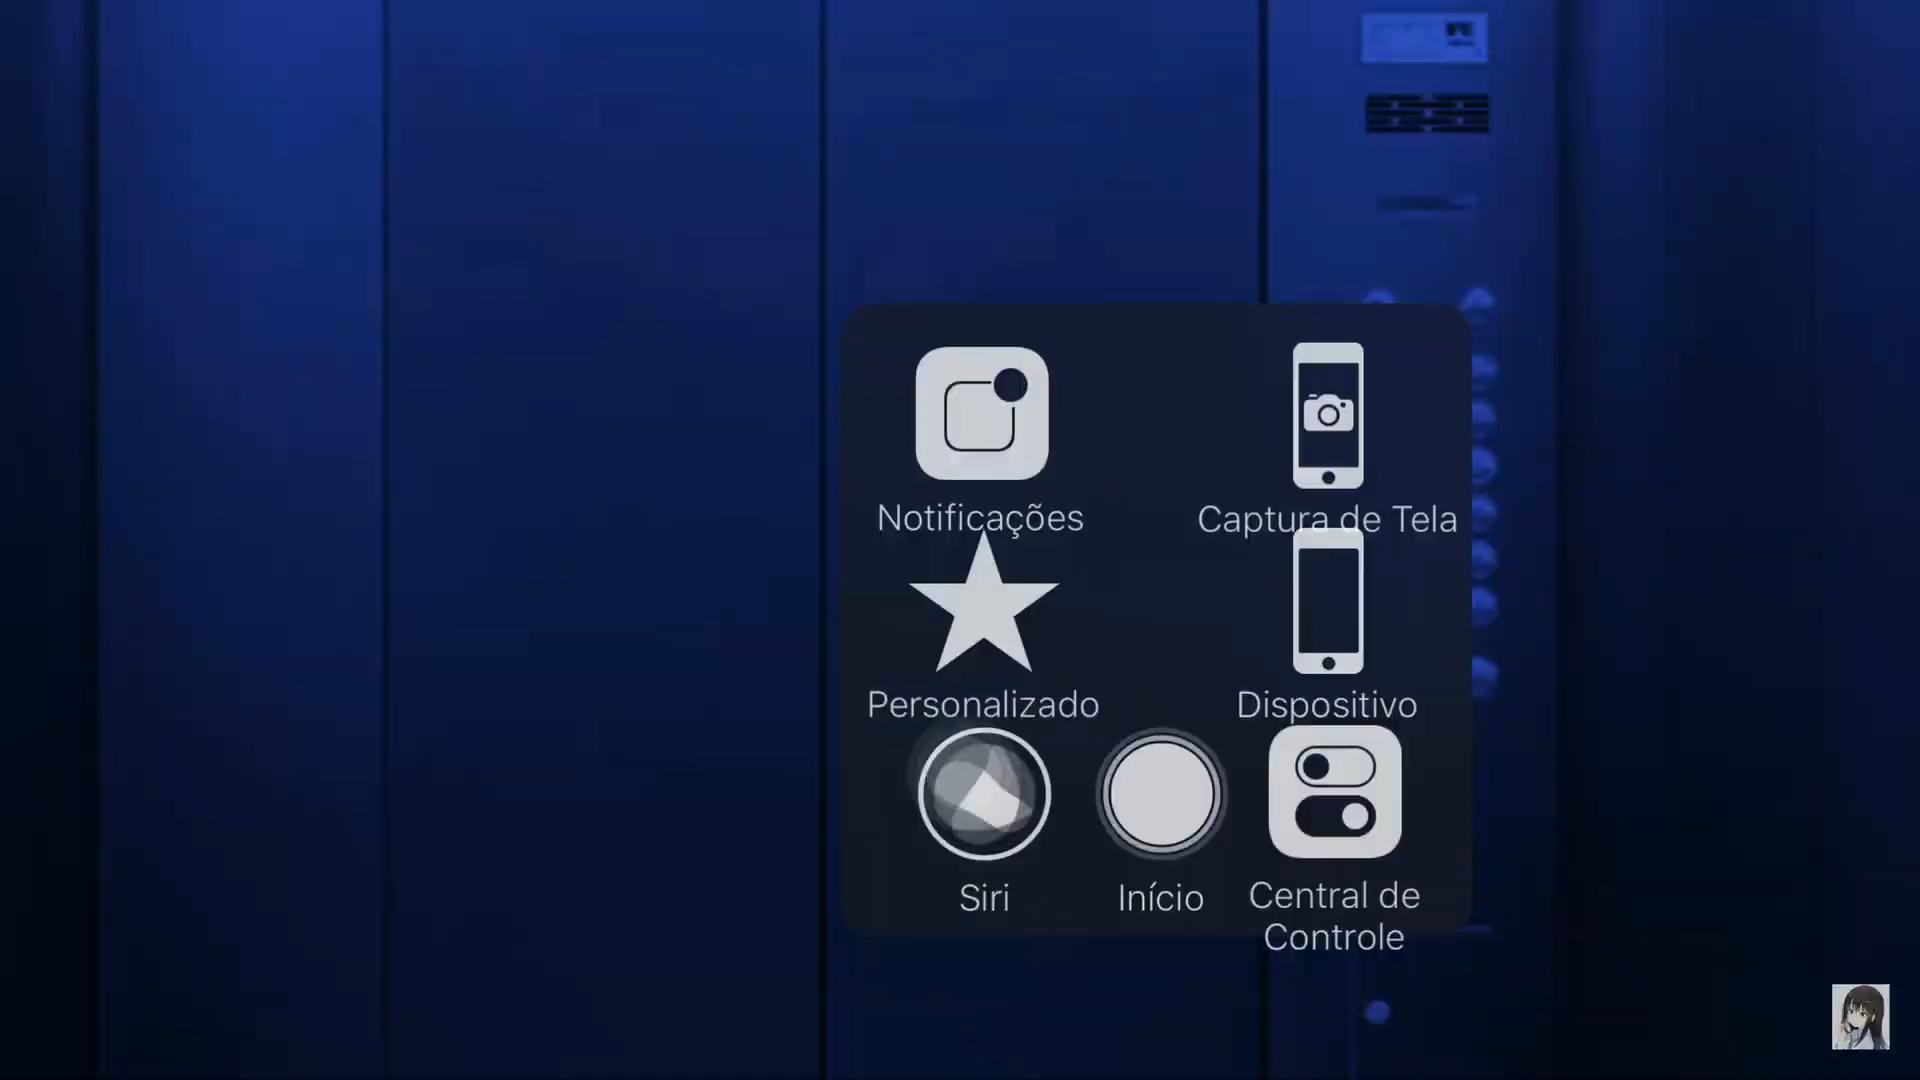 Notificações
Captura de Tela
Personalizado
Dispositivo
Siri
Início
Central de
Controle